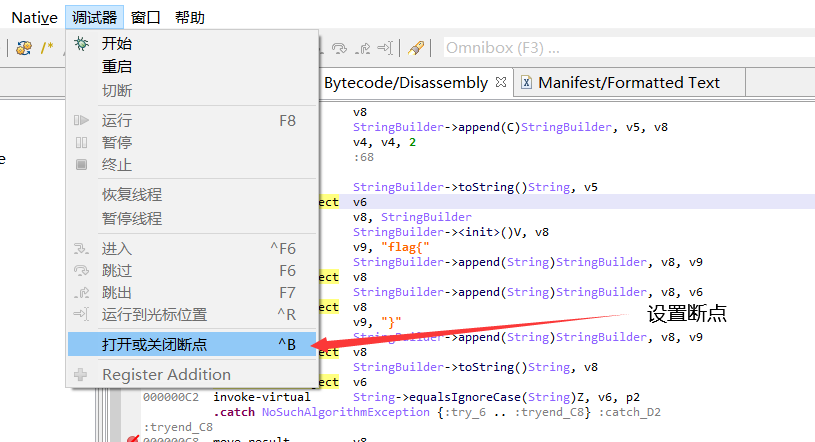 Native 调试器 窗口 帮助
/* Omnibox (F3) ...
Bytecode/Disassembly Manifest/Formatted Text
开始
重启
切断
运行 F8
暂停
终止
恢复线程
暂停线程
进入 ^F6
跳过 F6
跳出 F7
运行到光标位置 ^R
打开或关闭断点 ^B
Register Addition
e
v8
StringBuilder->append(C)StringBuilder, v5, v8
v4, v4, 2
:68
StringBuilder->toString()String, v5
ect v6
v8, StringBuilder
StringBuilder-><init>()V, v8
v9, "flag{"
StringBuilder->append(String)StringBuilder, v8, v9
ect v8
StringBuilder->append(String)StringBuilder, v8, v6
ect v8
v9, "}"
设置断点
StringBuilder->append(String)StringBuilder, v8, v9
ect v8
StringBuilder->toString()String, v8
ect v6
000000C2 invoke-virtual String->equalsIgnoreCase(String)Z, v6, p2
.catch NoSuchAlgorithmException {:try_6 .. :tryend_C8} :catch_D2
:tryend_C8
000000C8 move-result v8